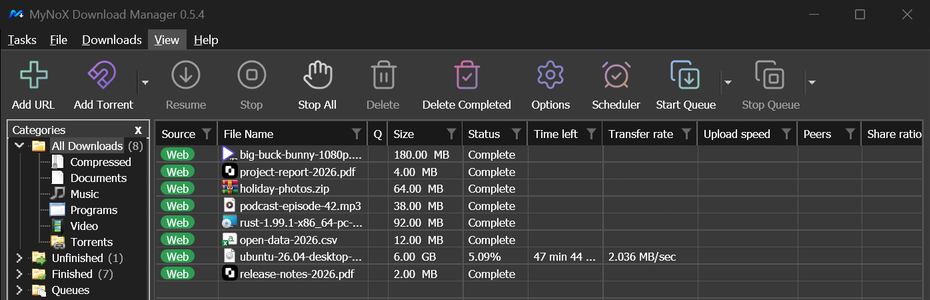 MyNoX Download Manager 0.5.4
Tasks File Downloads View Help
Add URL Add Torrent Resume Stop Stop All Delete Delete Completed Options Scheduler Start Queue Stop Queue
Categories X
Source File Name Q Size Status Time left Transfer rate Upload speed Peers Share ratio
All Downloads (8)
Compressed
Documents
Music
Programs
Video
Torrents
Unfinished (1)
Finished (7)
Queues
Web big-buck-bunny-1080p.... 180.00 MB Complete
Web project-report-2026.pdf 4.00 MB Complete
Web holiday-photos.zip 64.00 MB Complete
Web podcast-episode-42.mp3 38.00 MB Complete
Web rust-1.99.1-x86_64-pc-... 92.00 MB Complete
Web open-data-2026.csv 12.00 MB Complete
Web ubuntu-26.04-desktop-... 6.00 GB 5.09% 47 min 44 ... 2.036 MB/sec
Web release-notes-2026.pdf 2.00 MB Complete